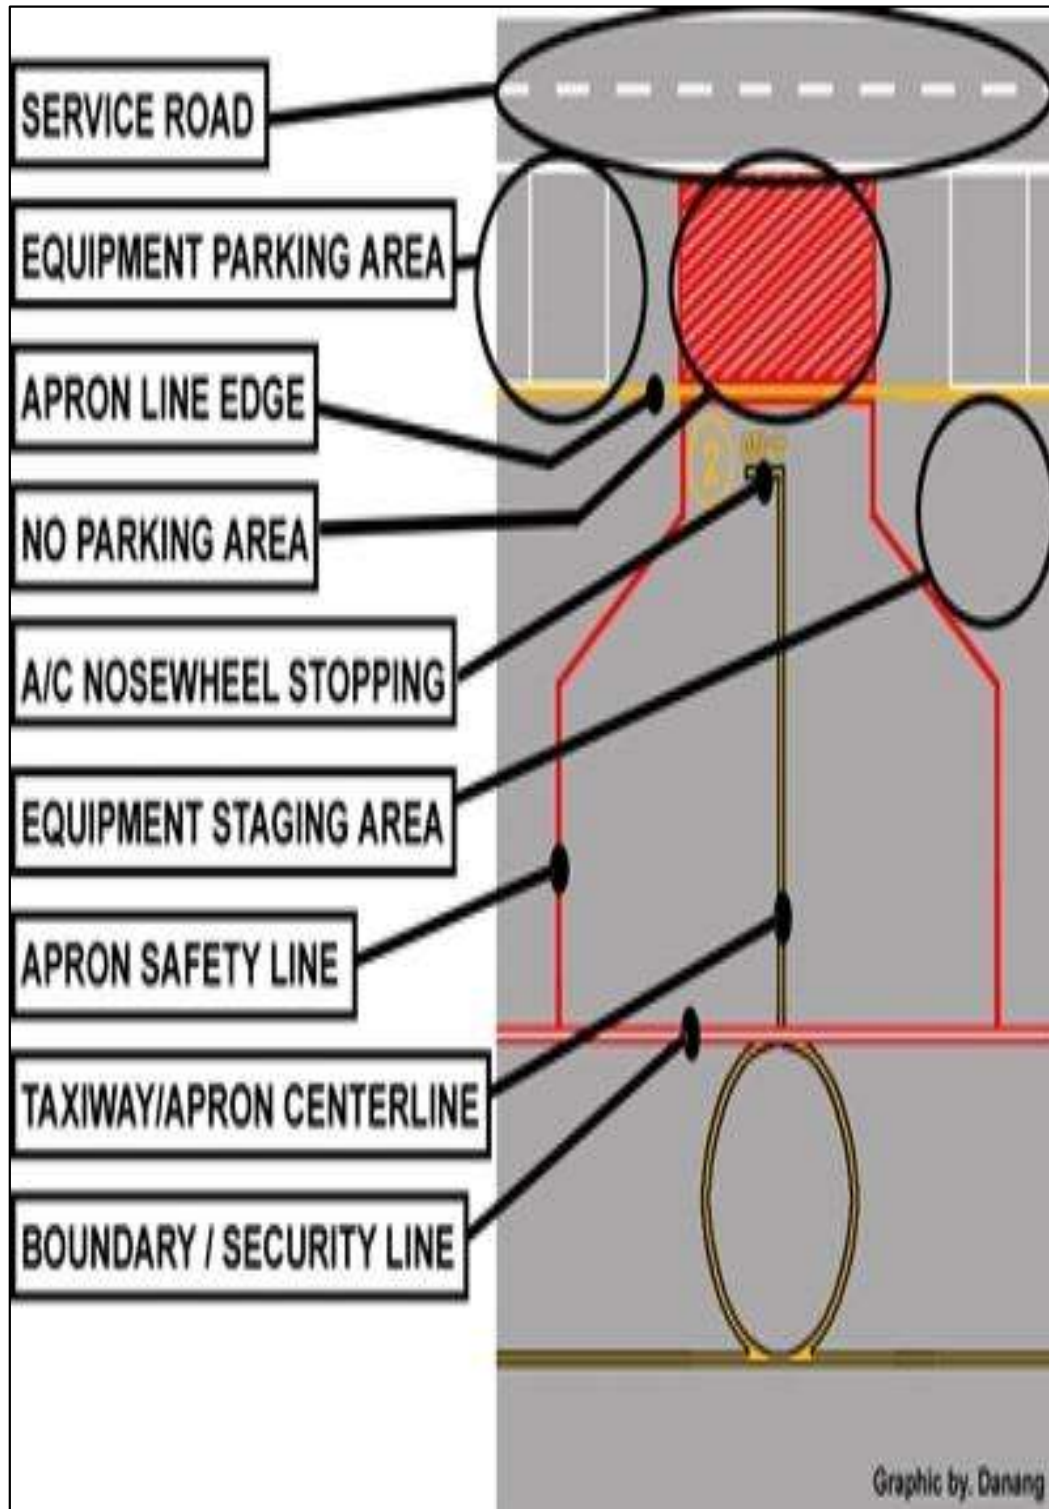 SERVICE ROAD
EQUIPMENT PARKING AREA
APRON LINE EDGE
NO PARKING AREA
2
A/C NOSEWHEEL STOPPING
EQUIPMENT STAGING AREA
APRON SAFETY LINE
TAXIWAY/APRON CENTERLINE
BOUNDARY / SECURITY LINE
Graphic by. Danang